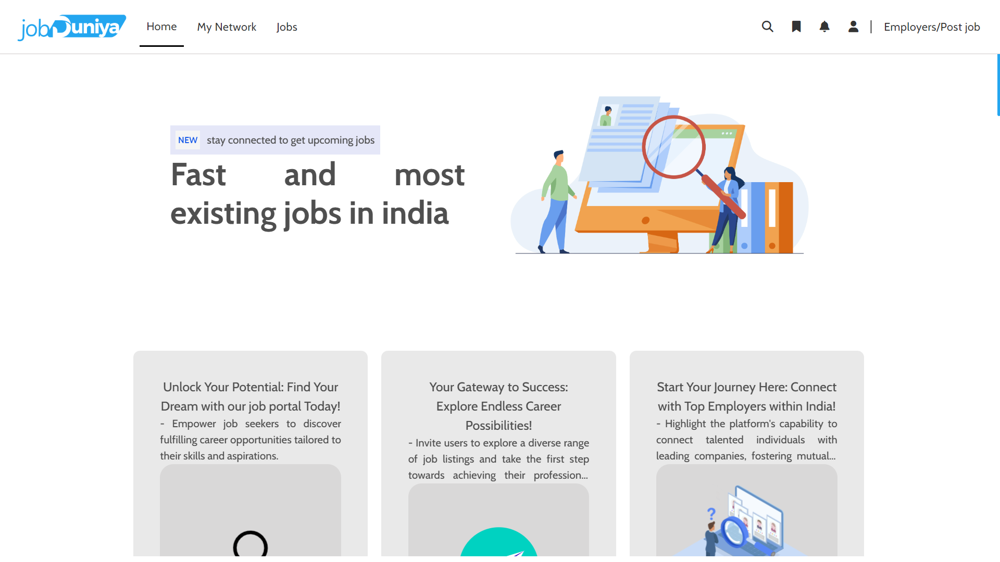 jobDuniya
Home
My Network
Jobs
Employers/Post job
NEW stay connected to get upcoming jobs
Fast and most
existing jobs in india
Unlock Your Potential: Find Your
Dream with our job portal Today!
- Empower job seekers to discover
fulfilling career opportunities tailored to
their skills and aspirations.
Your Gateway to Success:
Explore Endless Career
Possibilities!
- Invite users to explore a diverse range
of job listings and take the first step
towards achieving their profession...
Start Your Journey Here: Connect
with Top Employers within India!
- Highlight the platform's capability to
connect talented individuals with
leading companies, fostering mutual...
?